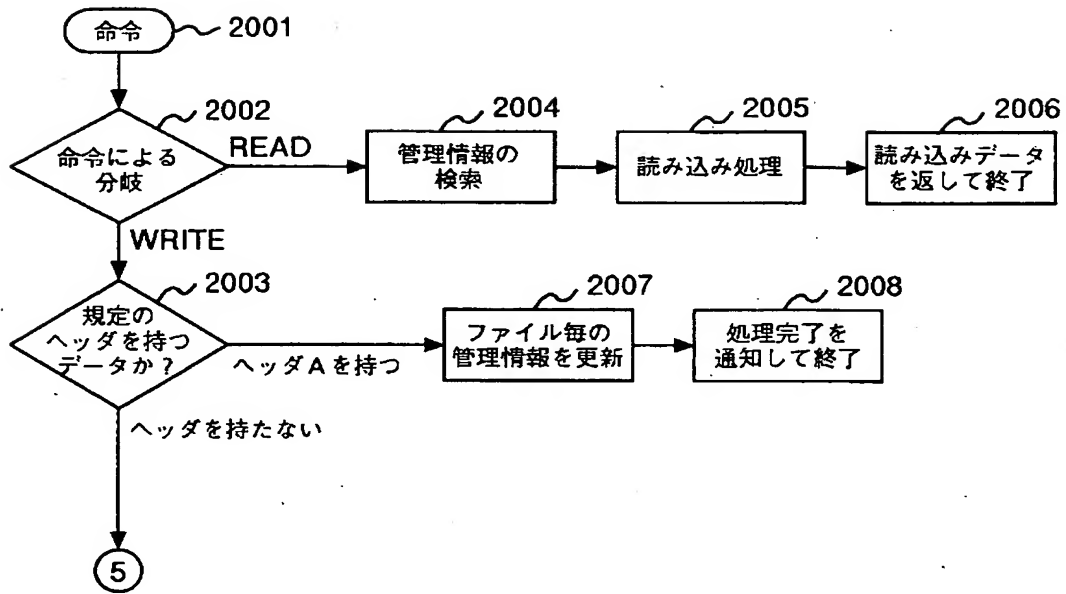 命令
2001
2002
命令による
分岐
READ
2004
管理情報の
検索
2005
読み込み処理
2006
読み込みデータ
を返して終了
WRITE
2003
規定の
ヘッダを持つ
データか？
ヘッダAを持つ
2007
ファイル毎の
管理情報を更新
2008
処理完了を
通知して終了
ヘッダを持たない
5